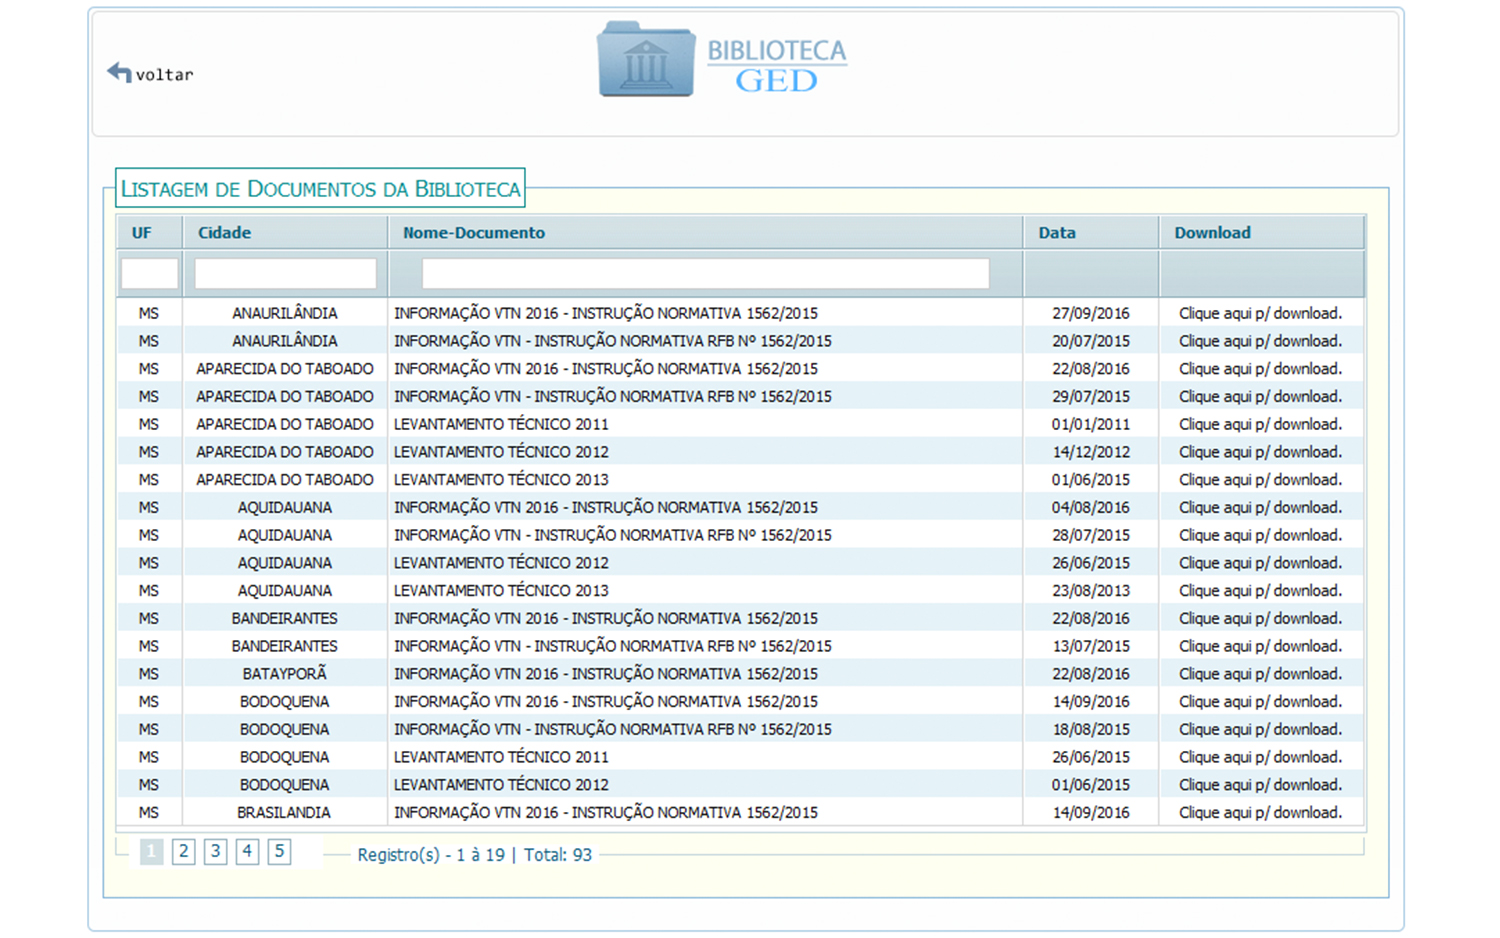 voltar
BIBLIOTECA
GED
LISTAGEM DE DOCUMENTOS DA BIBLIOTECA
UF Cidade Nome-Documento Data Download
MS ANAURILÂNDIA INFORMAÇÃO VTN 2016 - INSTRUÇÃO NORMATIVA 1562/2015 27/09/2016 Clique aqui p/ download.
MS ANAURILÂNDIA INFORMAÇÃO VTN - INSTRUÇÃO NORMATIVA RFB Nº 1562/2015 20/07/2015 Clique aqui p/ download.
MS APARECIDA DO TABOADO INFORMAÇÃO VTN 2016 - INSTRUÇÃO NORMATIVA 1562/2015 22/08/2016 Clique aqui p/ download.
MS APARECIDA DO TABOADO INFORMAÇÃO VTN - INSTRUÇÃO NORMATIVA RFB Nº 1562/2015 29/07/2015 Clique aqui p/ download.
MS APARECIDA DO TABOADO LEVANTAMENTO TÉCNICO 2011 01/01/2011 Clique aqui p/ download.
MS APARECIDA DO TABOADO LEVANTAMENTO TÉCNICO 2012 14/12/2012 Clique aqui p/ download.
MS APARECIDA DO TABOADO LEVANTAMENTO TÉCNICO 2013 01/06/2015 Clique aqui p/ download.
MS AQUIDAUANA INFORMAÇÃO VTN 2016 - INSTRUÇÃO NORMATIVA 1562/2015 04/08/2016 Clique aqui p/ download.
MS AQUIDAUANA INFORMAÇÃO VTN - INSTRUÇÃO NORMATIVA RFB Nº 1562/2015 28/07/2015 Clique aqui p/ download.
MS AQUIDAUANA LEVANTAMENTO TÉCNICO 2012 26/06/2015 Clique aqui p/ download.
MS AQUIDAUANA LEVANTAMENTO TÉCNICO 2013 23/08/2013 Clique aqui p/ download.
MS BANDEIRANTES INFORMAÇÃO VTN 2016 - INSTRUÇÃO NORMATIVA 1562/2015 22/08/2016 Clique aqui p/ download.
MS BANDEIRANTES INFORMAÇÃO VTN - INSTRUÇÃO NORMATIVA RFB Nº 1562/2015 13/07/2015 Clique aqui p/ download.
MS BATAYPORÃ INFORMAÇÃO VTN 2016 - INSTRUÇÃO NORMATIVA 1562/2015 22/08/2016 Clique aqui p/ download.
MS BODOQUENA INFORMAÇÃO VTN 2016 - INSTRUÇÃO NORMATIVA 1562/2015 14/09/2016 Clique aqui p/ download.
MS BODOQUENA INFORMAÇÃO VTN - INSTRUÇÃO NORMATIVA RFB Nº 1562/2015 18/08/2015 Clique aqui p/ download.
MS BODOQUENA LEVANTAMENTO TÉCNICO 2011 26/06/2015 Clique aqui p/ download.
MS BODOQUENA LEVANTAMENTO TÉCNICO 2012 01/06/2015 Clique aqui p/ download.
MS BRASILANDIA INFORMAÇÃO VTN 2016 - INSTRUÇÃO NORMATIVA 1562/2015 14/09/2016 Clique aqui p/ download.
1 2 3 4 5 Registro(s) - 1 à 19 | Total: 93